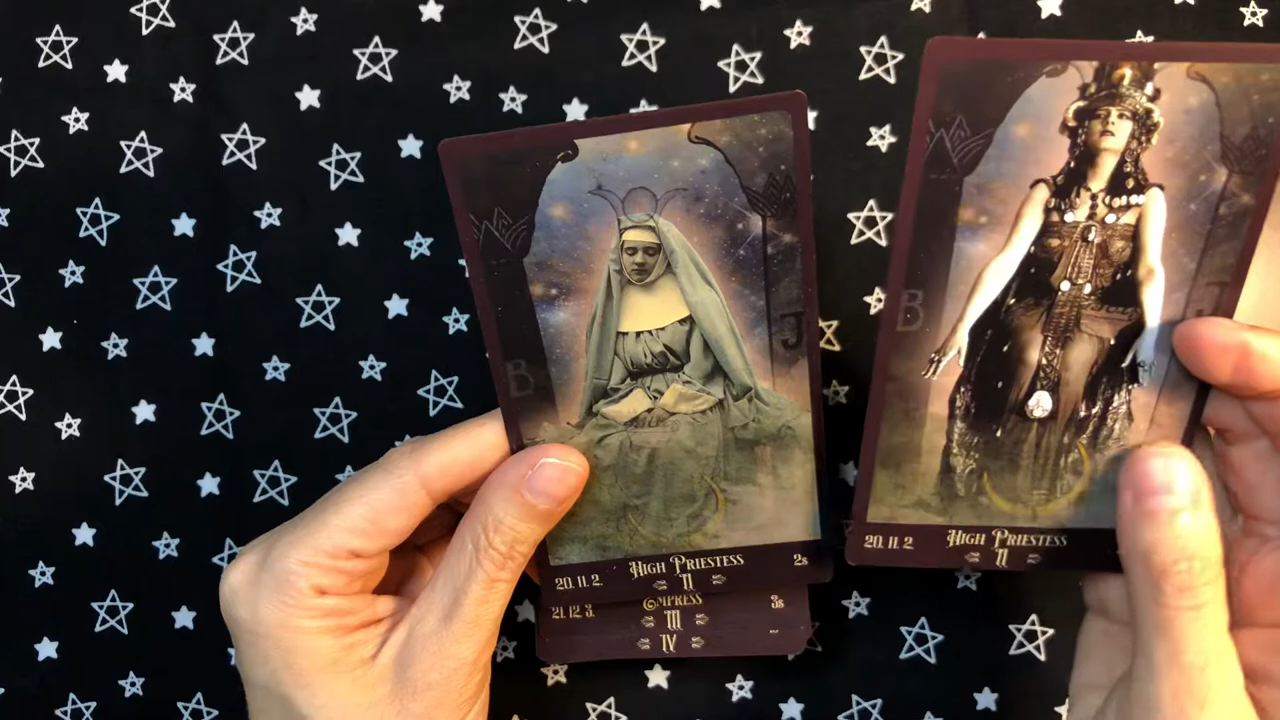 B
J
20. 11. 2.
HIGH PRIESTESS
2s
II
21. 12. 3.
EMPRESS
3s
III
IV
B
J
20. 11. 2
HIGH PRIESTESS
II